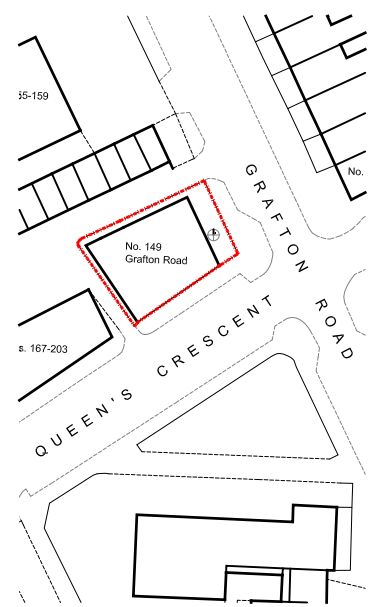 55-159
No.
No. 149
Grafton Road
GRAFTON ROAD
s. 167-203
QUEEN'S CRESCENT